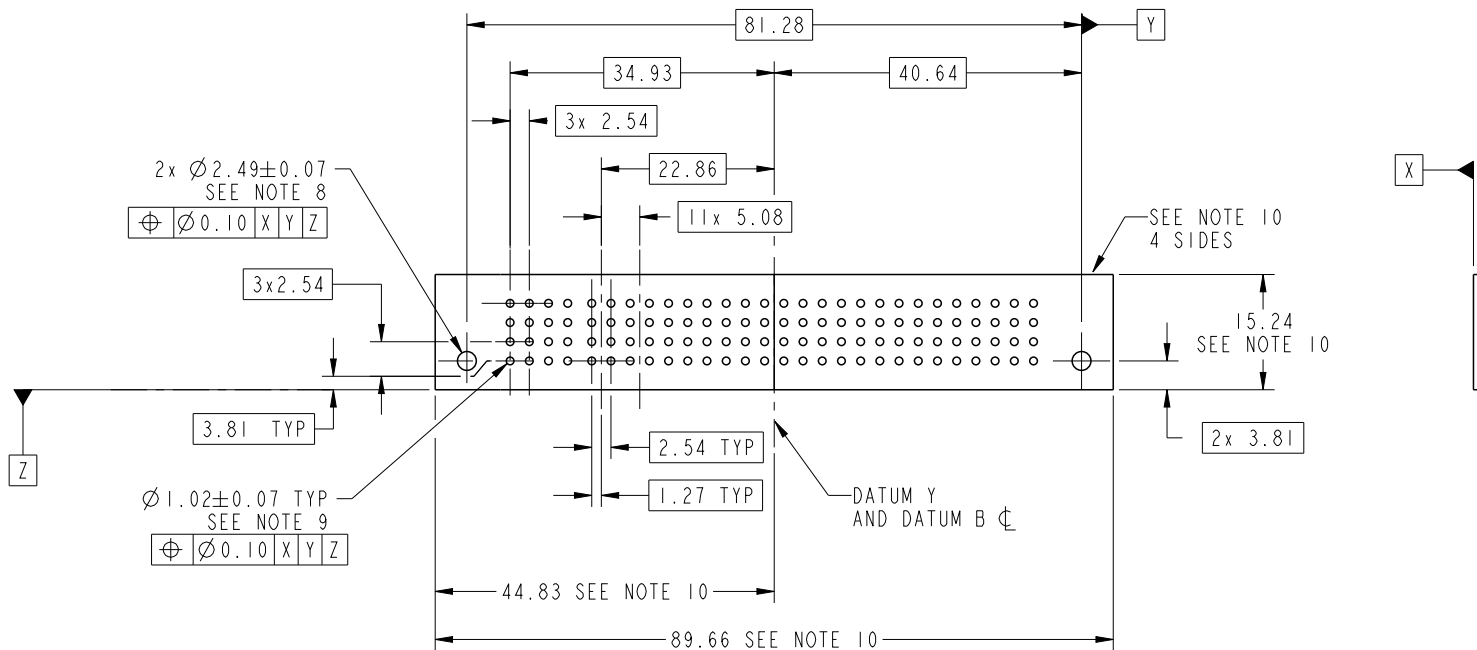 81.28
Y
34.93
40.64
3x 2.54
2x Ø2.49±0.07
SEE NOTE 8
⌖ Ø0.10 X Y Z
22.86
X
11x 5.08
SEE NOTE 10
4 SIDES
3x2.54
15.24
SEE NOTE 10
3.81 TYP
2.54 TYP
2x 3.81
Z
Ø1.02±0.07 TYP
SEE NOTE 9
⌖ Ø0.10 X Y Z
1.27 TYP
DATUM Y
AND DATUM B ℄
44.83 SEE NOTE 10
89.66 SEE NOTE 10